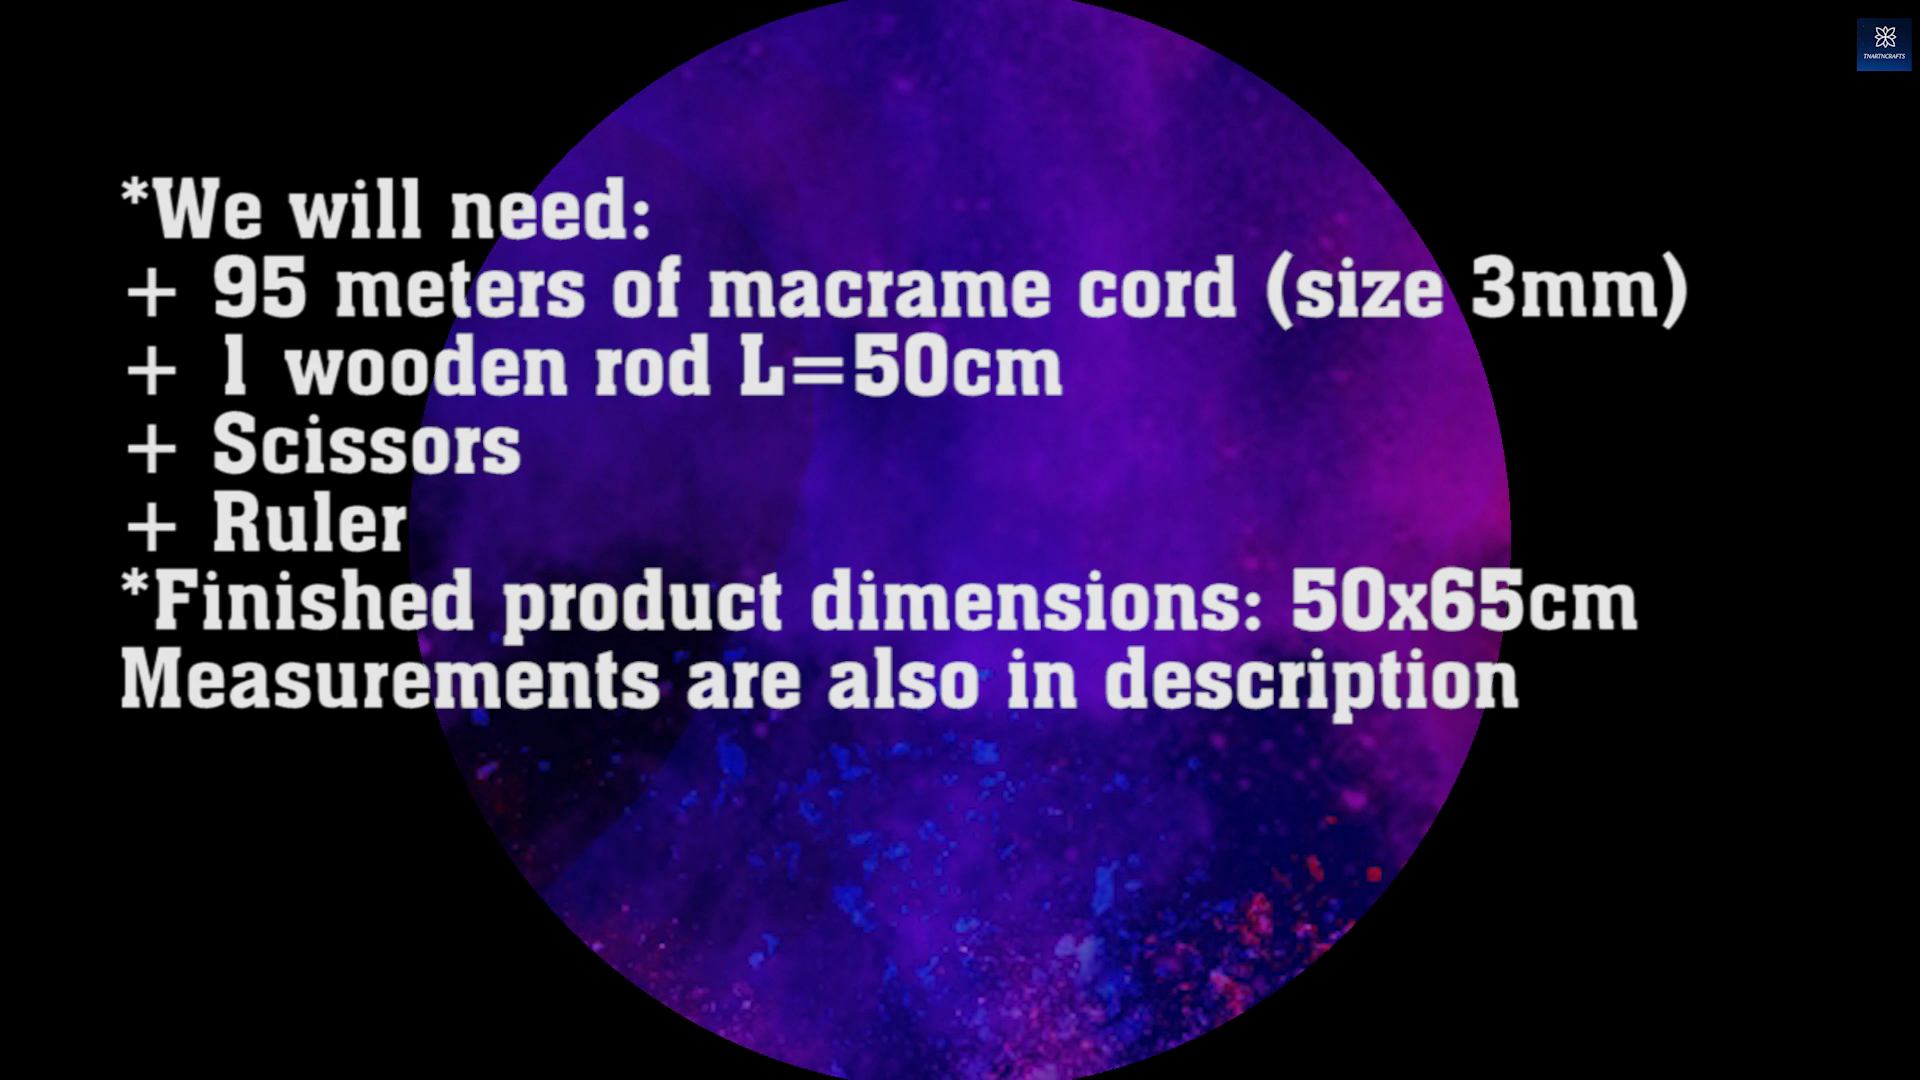 TNARTNCRAFTS
*We will need:
+ 95 meters of macrame cord (size 3mm)
+ 1 wooden rod L=50cm
+ Scissors
+ Ruler
*Finished product dimensions: 50x65cm
Measurements are also in description